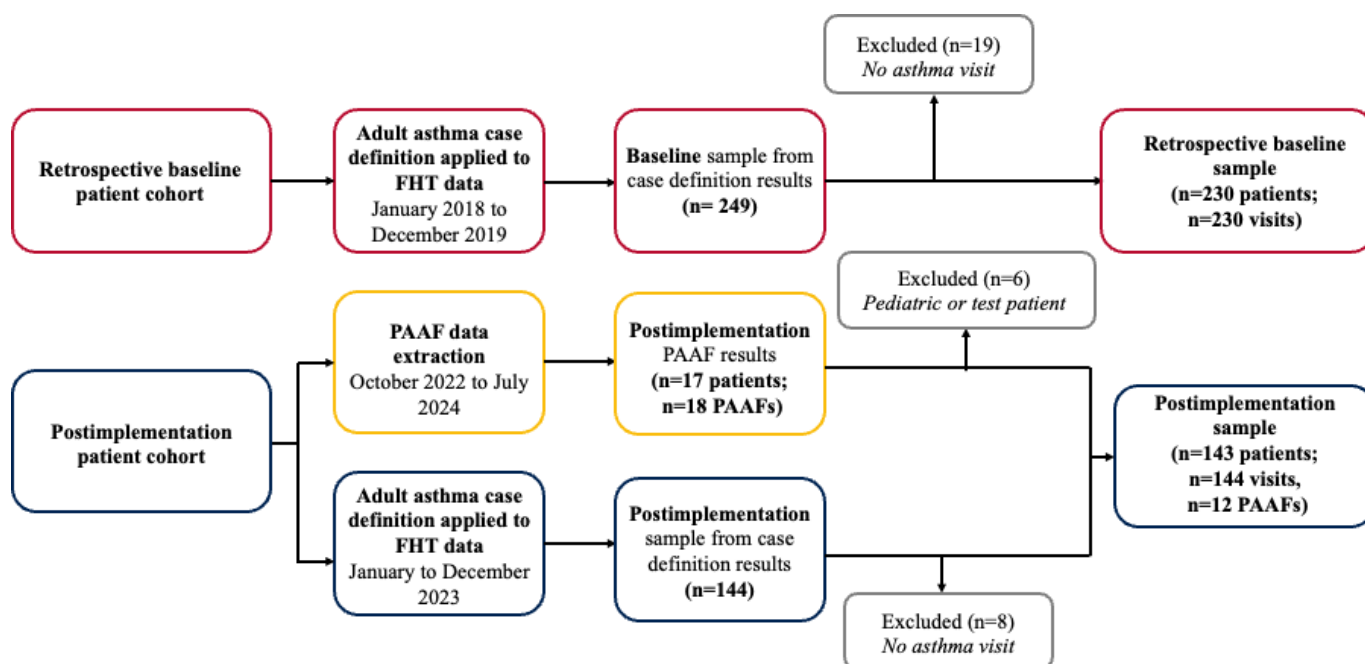 Excluded (n=19)
No asthma visit
Retrospective baseline
patient cohort
Adult asthma case
definition applied to
FHT data
January 2018 to
December 2019
Baseline sample from
case definition results
(n= 249)
Retrospective baseline
sample
(n=230 patients;
n=230 visits)
Excluded (n=6)
Pediatric or test patient
PAAF data
extraction
October 2022 to July
2024
Postimplementation
PAAF results
(n=17 patients;
n=18 PAAFs)
Postimplementation
patient cohort
Postimplementation
sample
(n=143 patients;
n=144 visits,
n=12 PAAFs)
Adult asthma case
definition applied to
FHT data
January to December
2023
Postimplementation
sample from case
definition results
(n=144)
Excluded (n=8)
No asthma visit